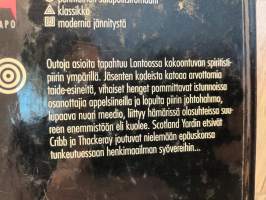 APO
klassikko
modernia jännitystä
Outoja asioita tapahtuu Lontoossa kokoontuvan spiritisti-
piirin ympärillä. Jäsenten kodeista katoaa arvottomia
taide-esineitä, vihaiset henget pommittavat istunnoissa
osanottajia appelsiineilla ja lopulta piirin johtohahmo,
lupaava nuori meedio, liittyy hämärissä olosuhteissa suu-
reen enemmistöön eli kuolee. Scotland Yardin etsivät
Cribb ja Thackeray joutuvat nielemään epäuskonsa
tunkeutuessaan henkimaailman syövereihin...